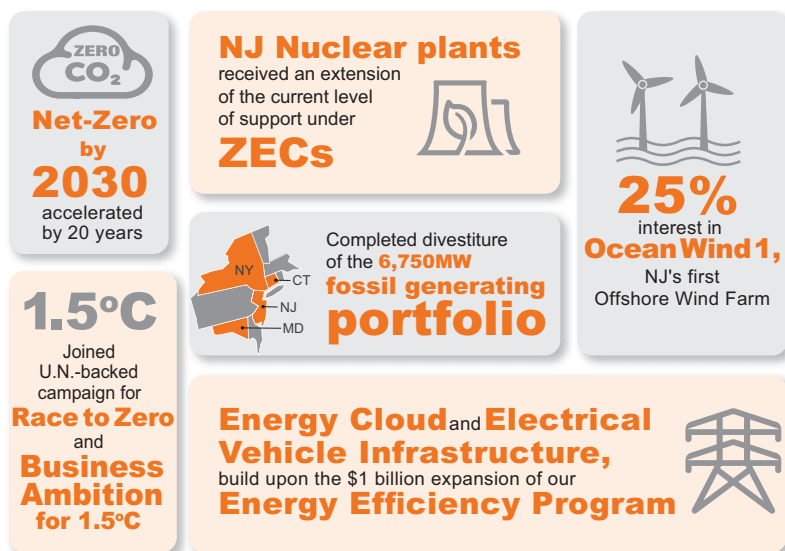 ZERO
CO₂
Net-Zero
by
2030
accelerated
by 20 years
NJ Nuclear plants
received an extension
of the current level
of support under
ZECs
25%
interest in
Ocean Wind 1,
NJ's first
Offshore Wind Farm
NY
CT
NJ
MD
Completed divestiture
of the 6,750MW
fossil generating
portfolio
1.5ºC
Joined
U.N.-backed
campaign for
Race to Zero
and
Business
Ambition
for 1.5ºC
Energy Cloud and Electrical
Vehicle Infrastructure,
build upon the $1 billion expansion of our
Energy Efficiency Program